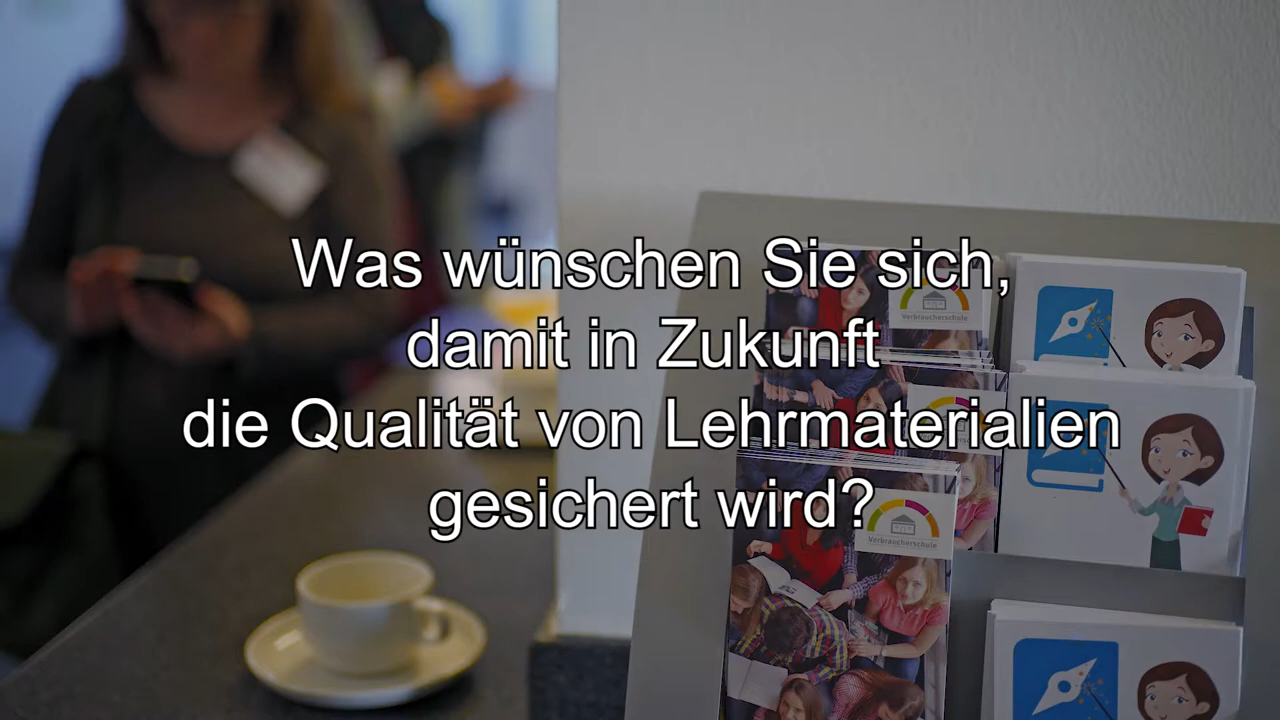 Was wünschen Sie sich,
damit in Zukunft
die Qualität von Lehrmaterialien
gesichert wird?
Verbraucherschule
Verbraucherschule